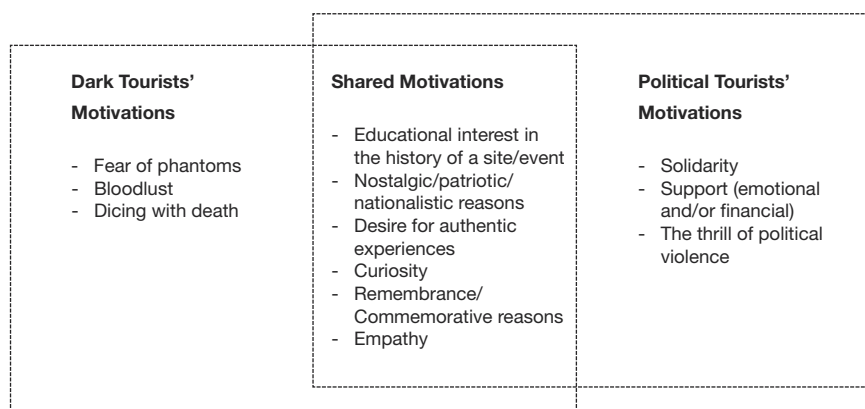 Dark Tourists’
Motivations
- Fear of phantoms
- Bloodlust
- Dicing with death
Shared Motivations
- Educational interest in
the history of a site/event
- Nostalgic/patriotic/
nationalistic reasons
- Desire for authentic
experiences
- Curiosity
- Remembrance/
Commemorative reasons
- Empathy
Political Tourists’
Motivations
- Solidarity
- Support (emotional
and/or financial)
- The thrill of political
violence